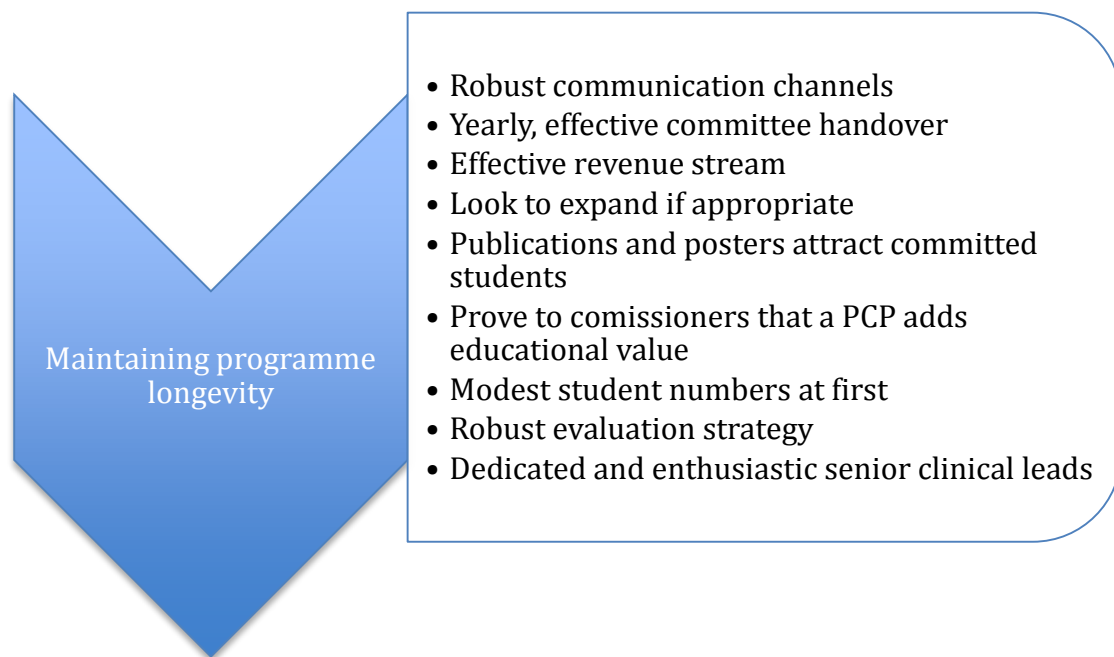 Maintaining programme
longevity
• Robust communication channels
• Yearly, effective committee handover
• Effective revenue stream
• Look to expand if appropriate
• Publications and posters attract committed
students
• Prove to comissioners that a PCP adds
educational value
• Modest student numbers at first
• Robust evaluation strategy
• Dedicated and enthusiastic senior clinical leads